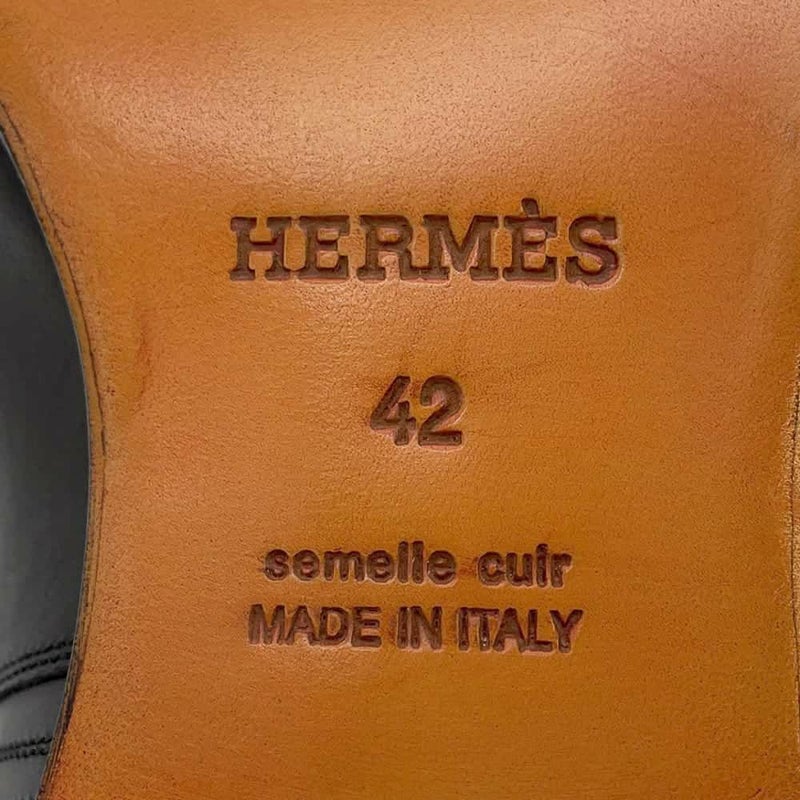 HERMÈS
42
semelle cuir
MADE IN ITALY